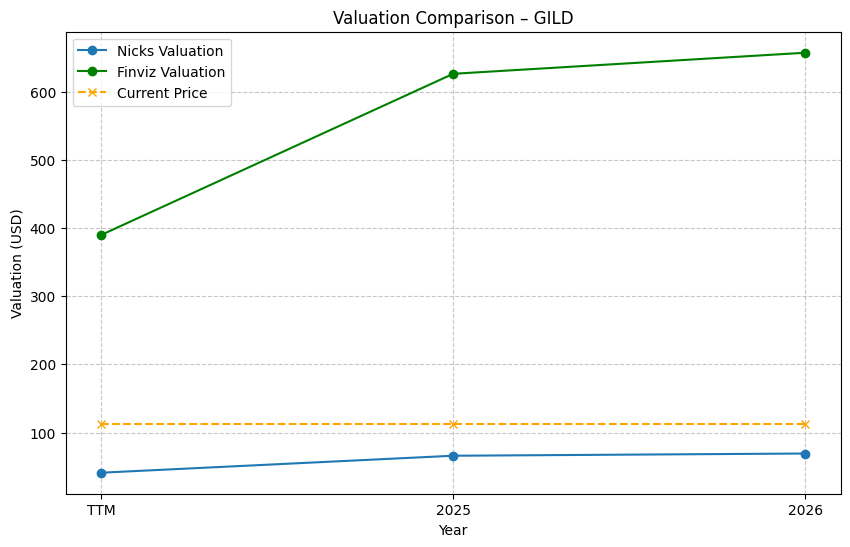 Valuation Comparison – GILD
Nicks Valuation
Finviz Valuation
Current Price
Valuation (USD)
600
500
400
300
200
100
TTM
2025
2026
Year